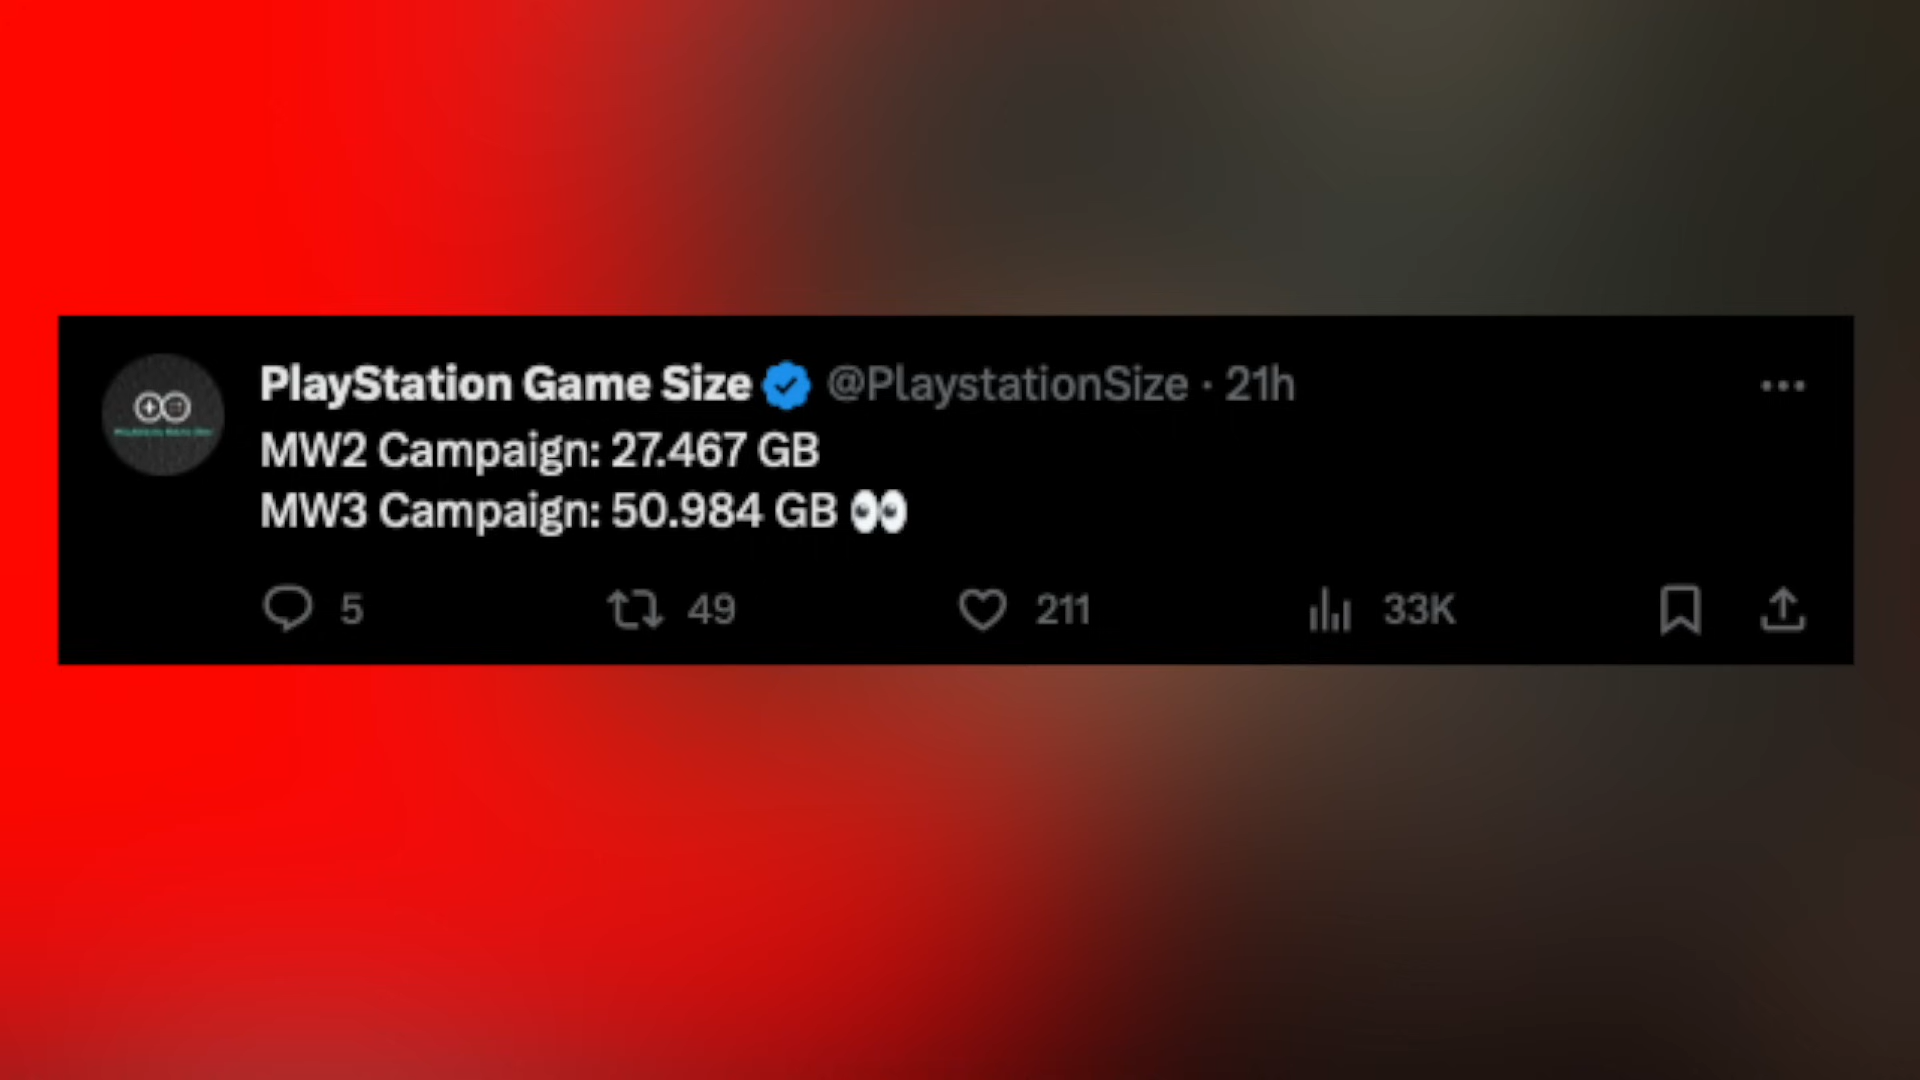 PlayStation Game Size @PlaystationSize · 21h
MW2 Campaign: 27.467 GB
MW3 Campaign: 50.984 GB 👀
5 49 211 33K